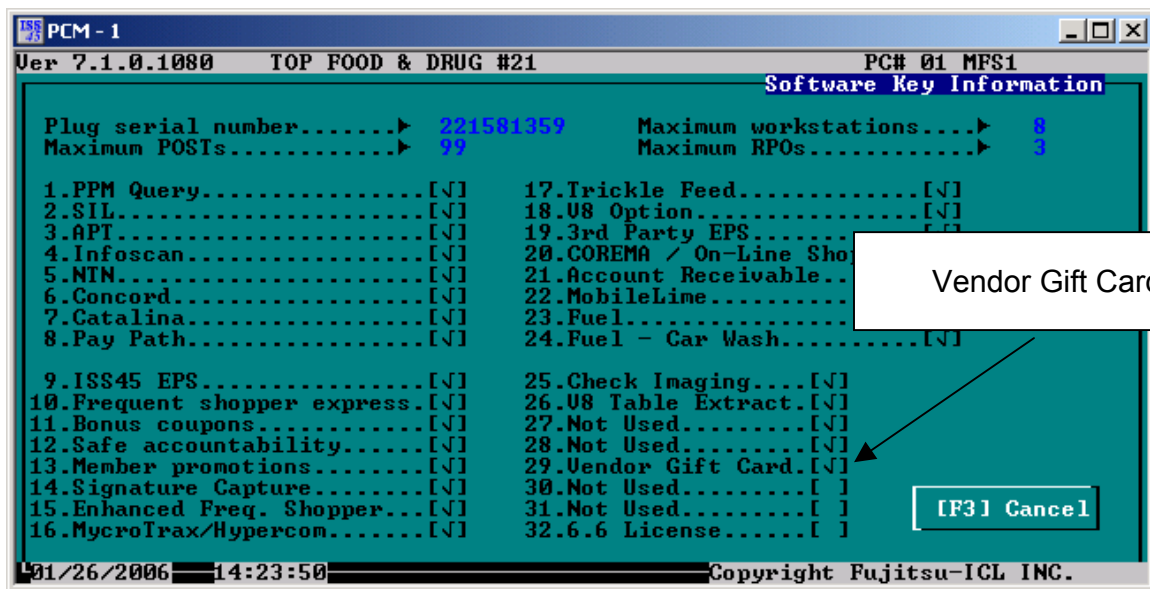 ISS 45 PCM - 1
Ver 7.1.0.1080 TOP FOOD & DRUG #21 PC# 01 MFS1
Software Key Information
Plug serial number.......► 221581359 Maximum workstations....► 8
Maximum POSTs............► 99 Maximum RPOs............► 3
1.PPM Query................[√] 17.Trickle Feed.............[√]
2.SIL......................[√] 18.V8 Option................[√]
3.APT......................[√] 19.3rd Party EPS
4.Infoscan.................[√] 20.COREMA / On-Line Sho
5.NTN......................[√] 21.Account Receivable..
6.Concord..................[√] 22.MobileLime..........
7.Catalina.................[√] 23.Fuel................
8.Pay Path.................[√] 24.Fuel - Car Wash..........[√]
Vendor Gift Card
9.ISS45 EPS................[√] 25.Check Imaging....[√]
10.Frequent shopper express.[√] 26.V8 Table Extract.[√]
11.Bonus coupons............[√] 27.Not Used.........[√]
12.Safe accountability......[√] 28.Not Used.........[√]
13.Member promotions........[√] 29.Vendor Gift Card.[√]
14.Signature Capture........[√] 30.Not Used.........[ ]
15.Enhanced Freq. Shopper...[√] 31.Not Used.........[ ]
16.MycroTrax/Hypercom.......[√] 32.6.6 License......[ ]
[F3] Cancel
01/26/2006 14:23:50 Copyright Fujitsu-ICL INC.